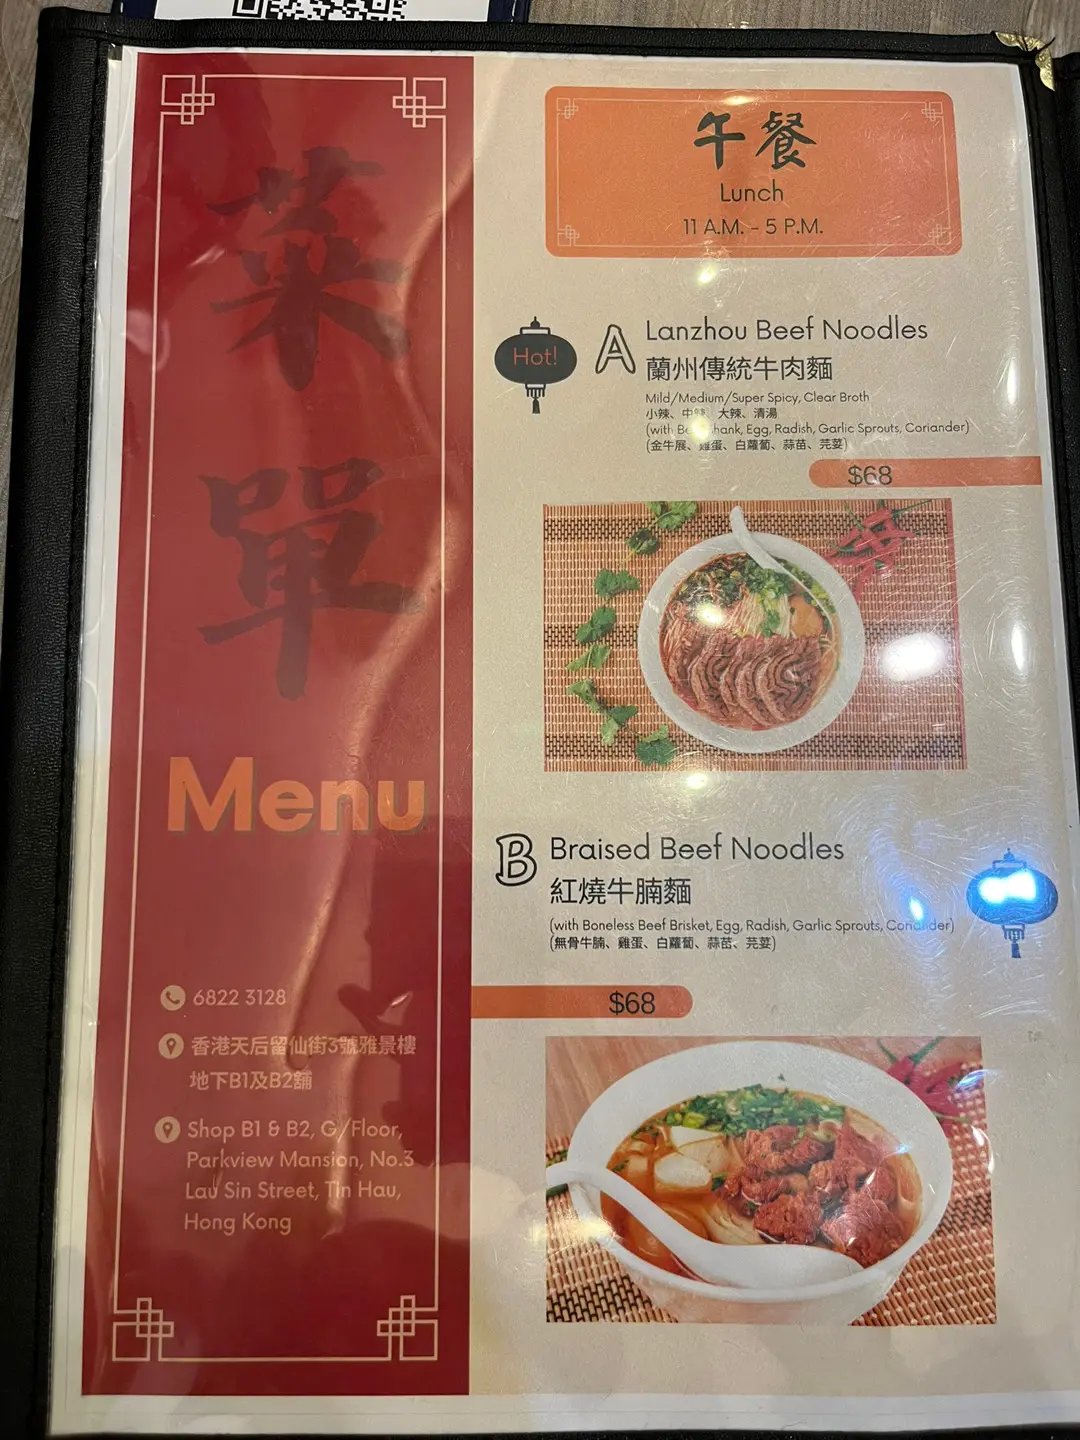 菜單
Menu
6822 3128
香港天后留仙街3號雅景樓
地下B1及B2舖
Shop B1 & B2, G/Floor,
Parkview Mansion, No.3
Lau Sin Street, Tin Hau,
Hong Kong
午餐
Lunch
11 A.M. - 5 P.M.
Hot!
A
Lanzhou Beef Noodles
蘭州傳統牛肉麵
Mild/Medium/Super Spicy, Clear Broth
小辣、中辣、大辣、清湯
(with Beef Shank, Egg, Radish, Garlic Sprouts, Coriander)
(金牛展、雞蛋、白蘿蔔、蒜苗、芫荽)
$68
B
Braised Beef Noodles
紅燒牛腩麵
(with Boneless Beef Brisket, Egg, Radish, Garlic Sprouts, Coriander)
(無骨牛腩、雞蛋、白蘿蔔、蒜苗、芫荽)
$68